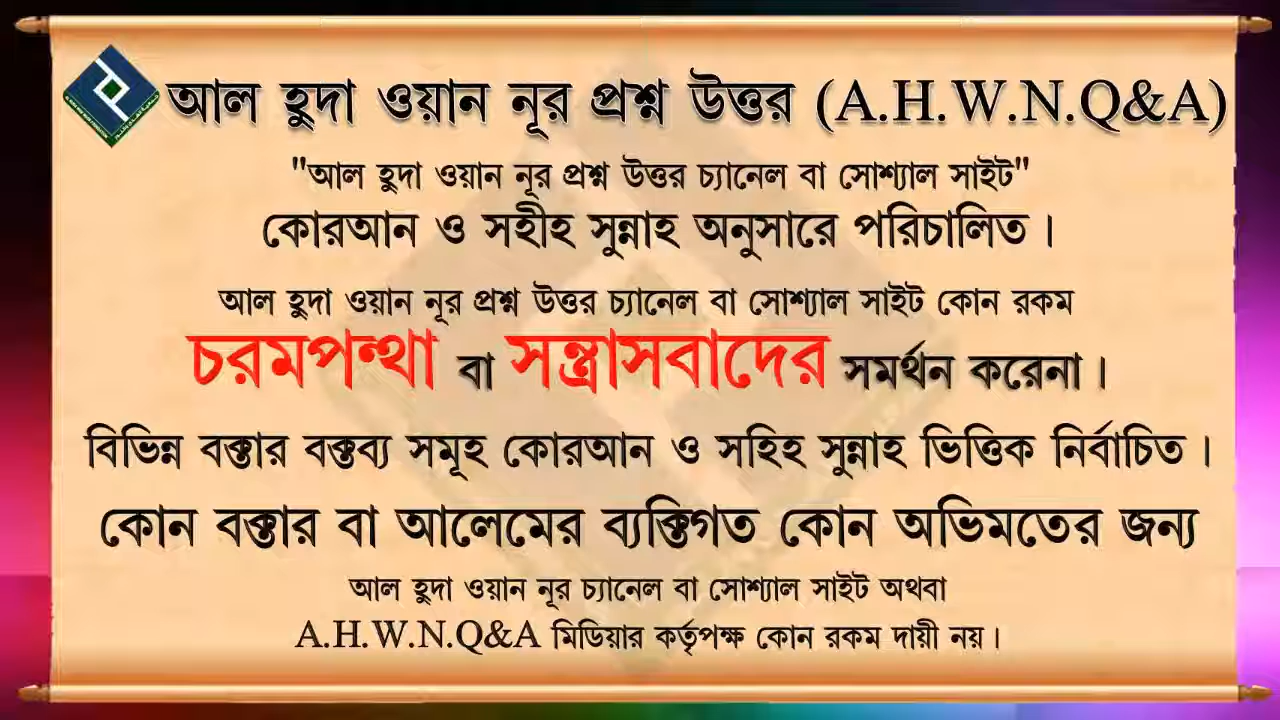 আল হুদা ওয়ান নূর প্রশ্ন উত্তর (A.H.W.N.Q&A)
"আল হুদা ওয়ান নূর প্রশ্ন উত্তর চ্যানেল বা সোশ্যাল সাইট"
কোরআন ও সহীহ সুন্নাহ অনুসারে পরিচালিত।
আল হুদা ওয়ান নূর প্রশ্ন উত্তর চ্যানেল বা সোশ্যাল সাইট কোন রকম
চরমপন্থা বা সন্ত্রাসবাদের সমর্থন করেনা।
বিভিন্ন বক্তার বক্তব্য সমূহ কোরআন ও সহিহ সুন্নাহ ভিত্তিক নির্বাচিত।
কোন বক্তার বা আলেমের ব্যক্তিগত কোন অভিমতের জন্য
আল হুদা ওয়ান নূর চ্যানেল বা সোশ্যাল সাইট অথবা
A.H.W.N.Q&A মিডিয়ার কর্তৃপক্ষ কোন রকম দায়ী নয়।